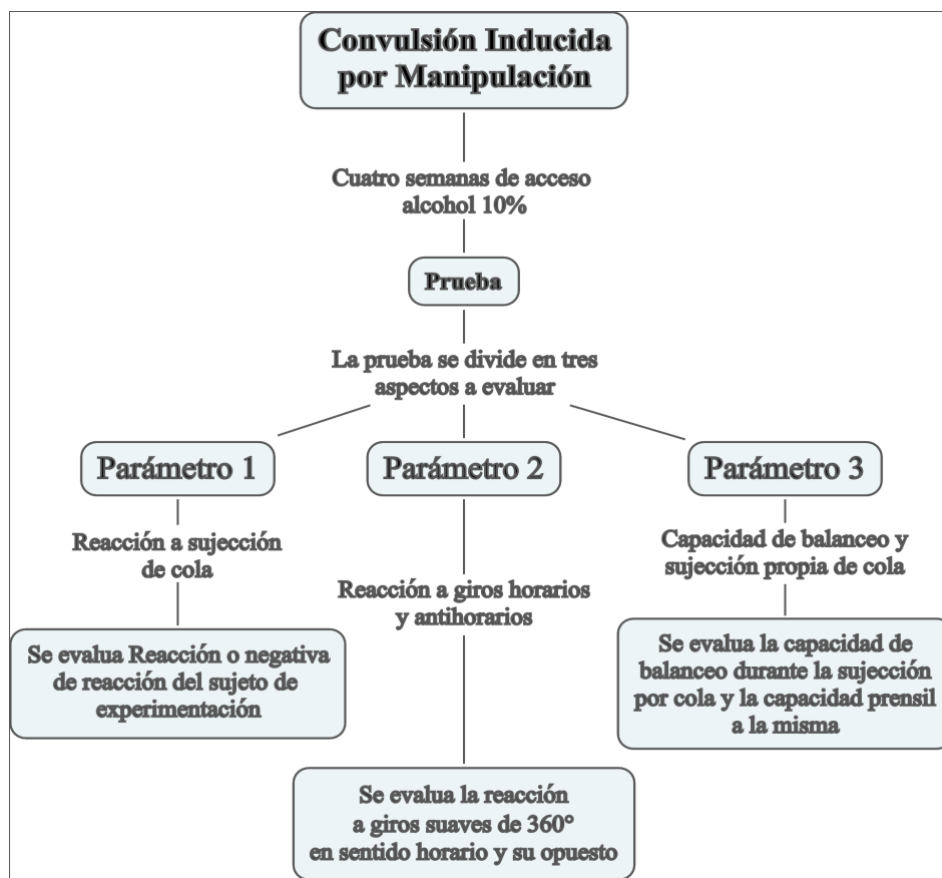 Convulsión Inducida
por Manipulación
Cuatro semanas de acceso
alcohol 10%
Prueba
La prueba se divide en tres
aspectos a evaluar
Parámetro 1
Parámetro 2
Parámetro 3
Reacción a sujección
de cola
Reacción a giros horarios
y antihorarios
Capacidad de balanceo y
sujección propia de cola
Se evalua Reacción o negativa
de reacción del sujeto de
experimentación
Se evalua la reacción
a giros suaves de 360°
en sentido horario y su opuesto
Se evalua la capacidad de
balanceo durante la sujección
por cola y la capacidad prensil
a la misma